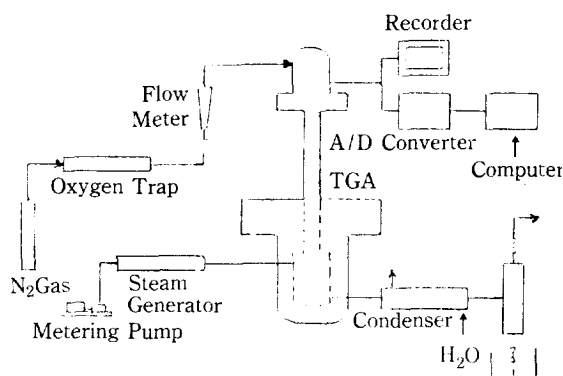 Recorder
Flow
Meter
A/D Converter
Computer
Oxygen Trap
TGA
N₂Gas
Steam
Generator
Metering Pump
Condenser
H₂O